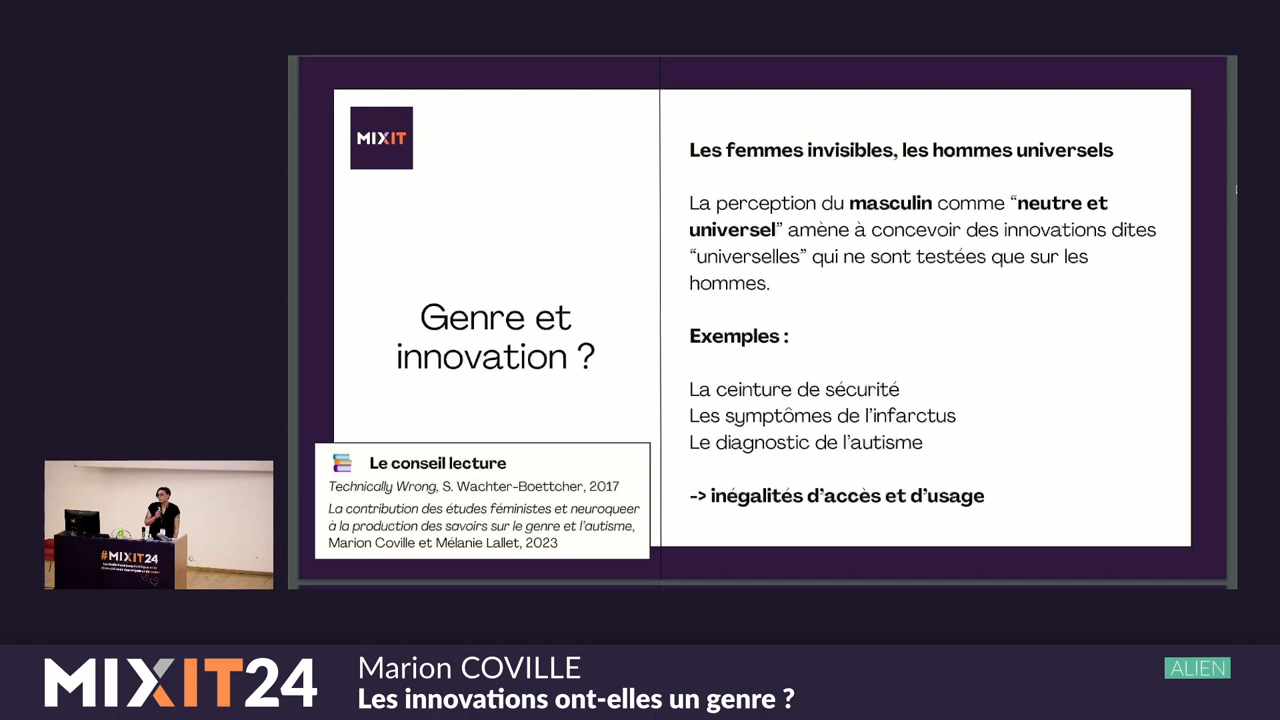 MIXIT
Genre et
innovation ?
Le conseil lecture
Technically Wrong, S. Wachter-Boettcher, 2017
La contribution des études féministes et neuroqueer
à la production des savoirs sur le genre et l'autisme,
Marion Coville et Mélanie Lallet, 2023
Les femmes invisibles, les hommes universels
La perception du masculin comme “neutre et
universel” amène à concevoir des innovations dites
“universelles” qui ne sont testées que sur les
hommes.
Exemples :
La ceinture de sécurité
Les symptômes de l'infarctus
Le diagnostic de l'autisme
-> inégalités d'accès et d'usage
#MIXIT24
MIXIT24
Marion COVILLE
Les innovations ont-elles un genre ?
ALIEN